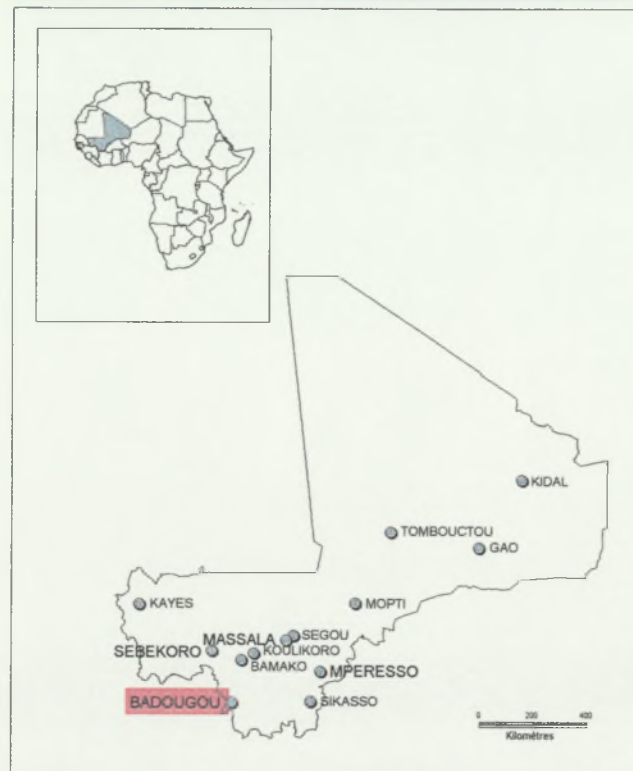 KIDAL
TOMBOUCTOU
GAO
KAYES
MOPTI
MASSALA
SEGOU
SEBEKORO
KOULIKORO
BAMAKO
MPERESSO
BADOUGOU
SIKASSO
0 200 400
Kilomètres